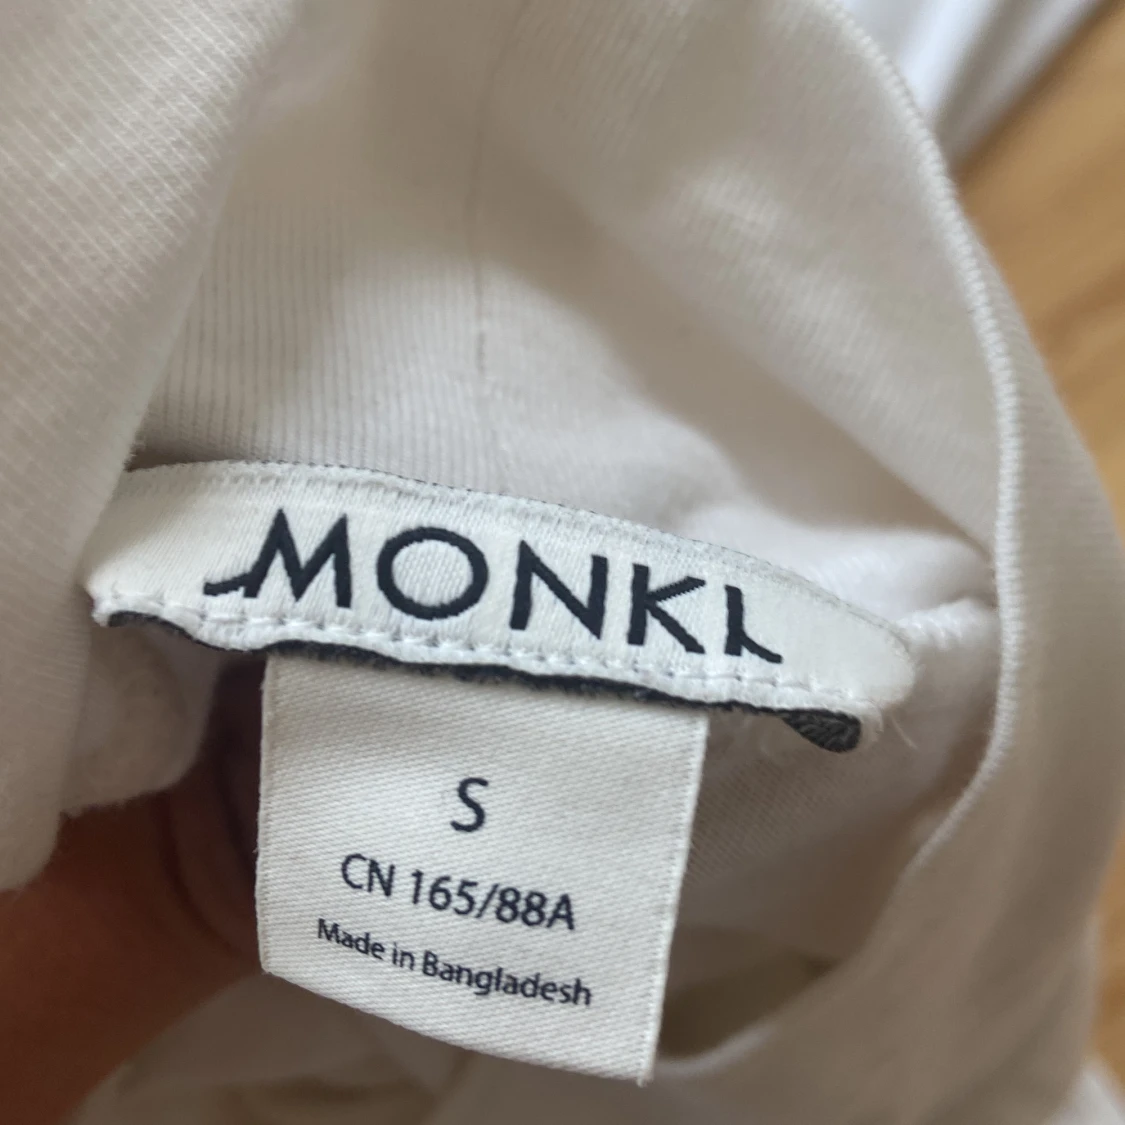 MONKI
S
CN 165/88A
Made in Bangladesh